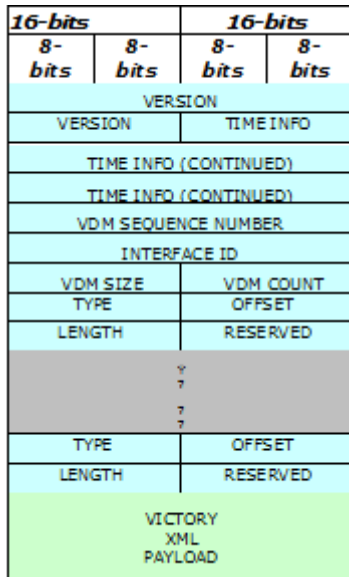 16-bits 16-bits
8-bits 8-bits 8-bits 8-bits
VERSION
VERSION TIME INFO
TIME INFO (CONTINUED)
TIME INFO (CONTINUED)
VDM SEQUENCE NUMBER
INTERFACE ID
VDM SIZE VDM COUNT
TYPE OFFSET
LENGTH RESERVED
TYPE OFFSET
LENGTH RESERVED
VICTORY
XML
PAYLOAD